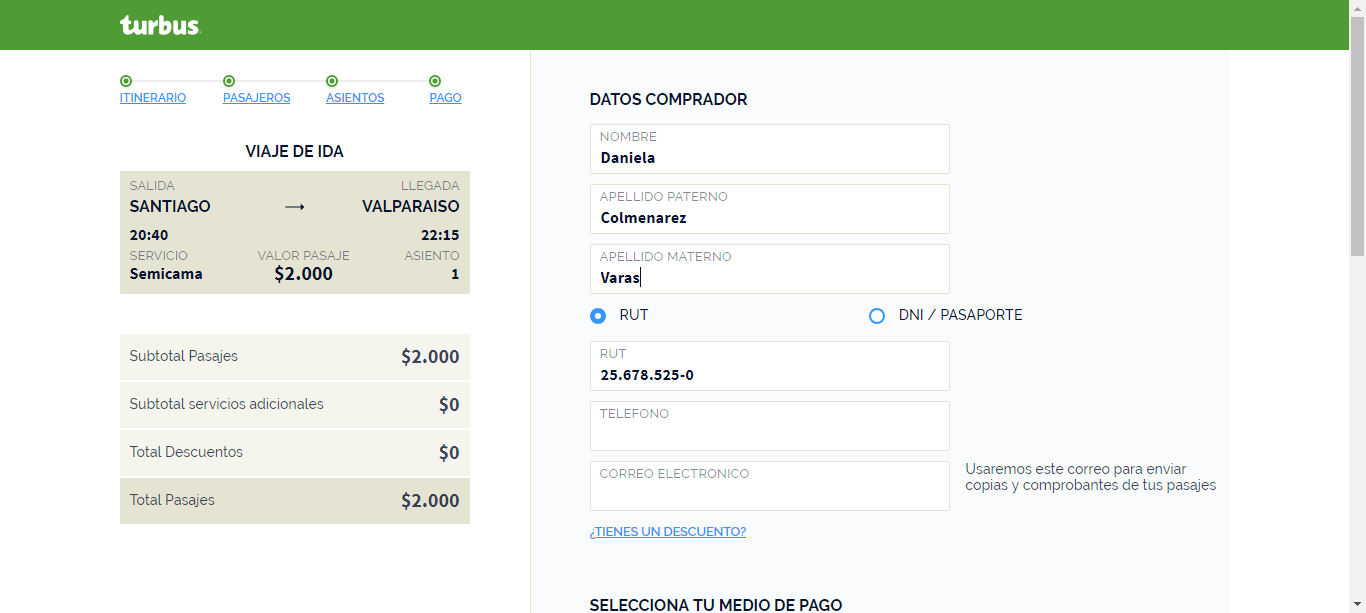 turbus
ITINERARIO PASAJEROS ASIENTOS PAGO
VIAJE DE IDA
SALIDA LLEGADA
SANTIAGO → VALPARAISO
20:40 22:15
SERVICIO VALOR PASAJE ASIENTO
Semicama $2.000 1
Subtotal Pasajes $2.000
Subtotal servicios adicionales $0
Total Descuentos $0
Total Pasajes $2.000
DATOS COMPRADOR
NOMBRE
Daniela
APELLIDO PATERNO
Colmenarez
APELLIDO MATERNO
Varas
RUT DNI / PASAPORTE
RUT
25.678.525-0
TELEFONO
CORREO ELECTRONICO
Usaremos este correo para enviar
copias y comprobantes de tus pasajes
¿TIENES UN DESCUENTO?
SELECCIONA TU MEDIO DE PAGO